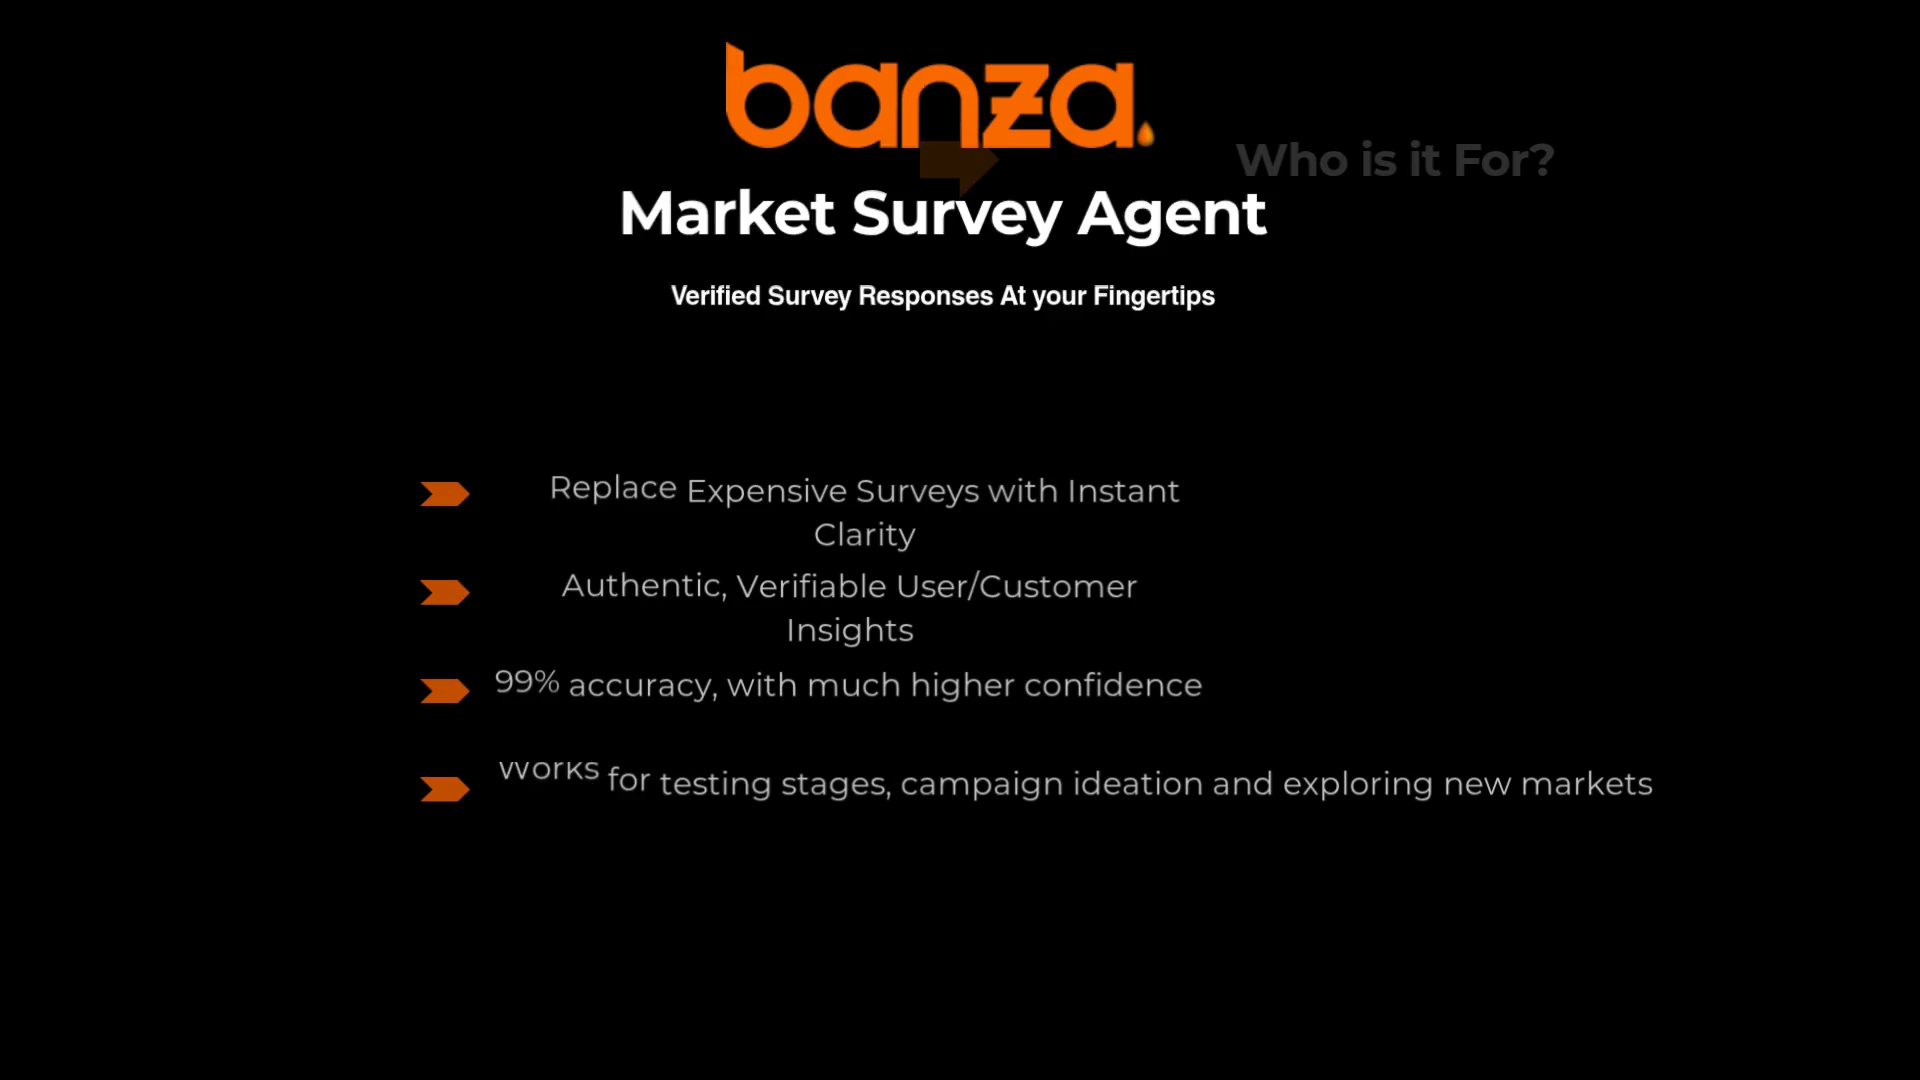 banza.
Who is it For?
Market Survey Agent
Verified Survey Responses At your Fingertips
Replace Expensive Surveys with Instant
Clarity
Authentic, Verifiable User/Customer
Insights
99% accuracy, with much higher confidence
Works for testing stages, campaign ideation and exploring new markets